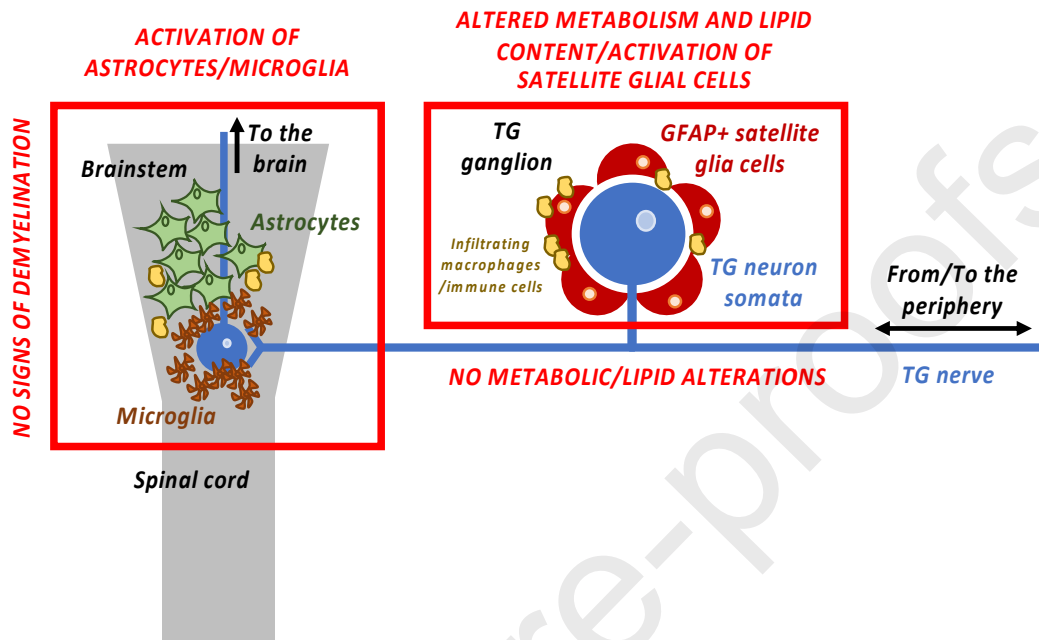 ACTIVATION OF
ASTROCYTES/MICROGLIA
ALTERED METABOLISM AND LIPID
CONTENT/ACTIVATION OF
SATELLITE GLIAL CELLS
NO SIGNS OF DEMYELINATION
To the
brain
Brainstem
Astrocytes
Microglia
Spinal cord
TG
ganglion
GFAP+ satellite
glia cells
Infiltrating
macrophages
/immune cells
TG neuron
somata
From/To the
periphery
NO METABOLIC/LIPID ALTERATIONS
TG nerve
re-proofs